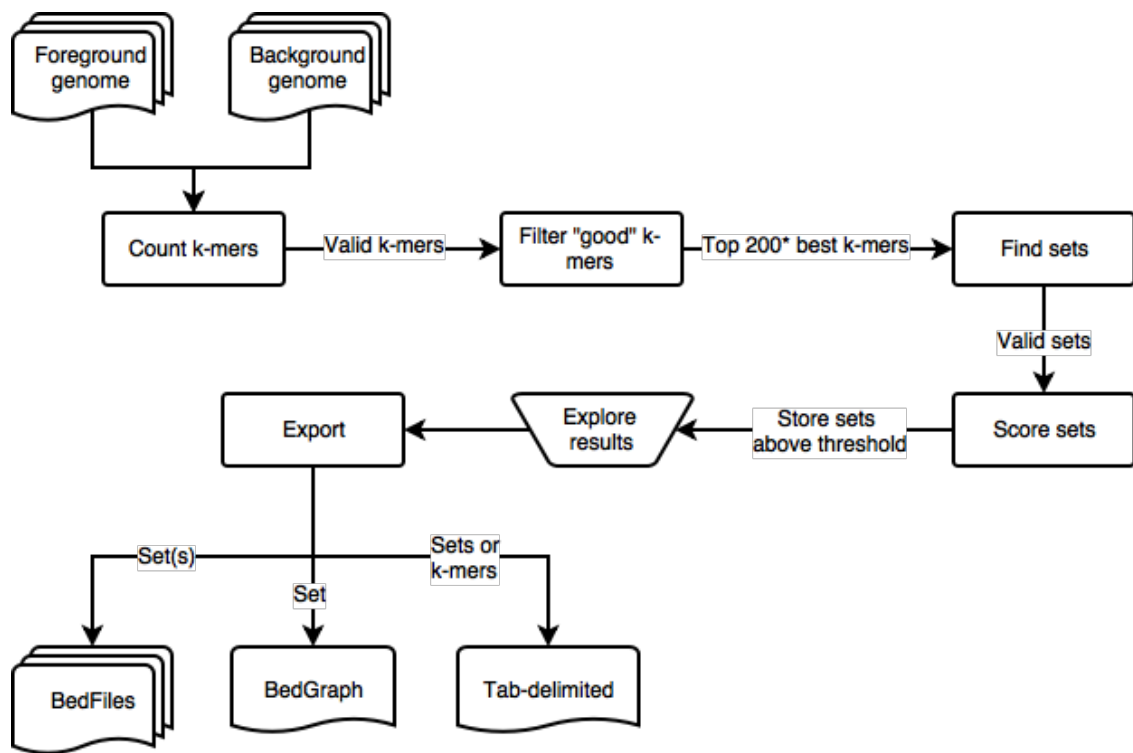 Foreground
genome
Background
genome
Count k-mers
Valid k-mers
Filter "good" k-
mers
Top 200* best k-mers
Find sets
Valid sets
Export
Explore
results
Store sets
above threshold
Score sets
Set(s)
Set
Sets or
k-mers
BedFiles
BedGraph
Tab-delimited